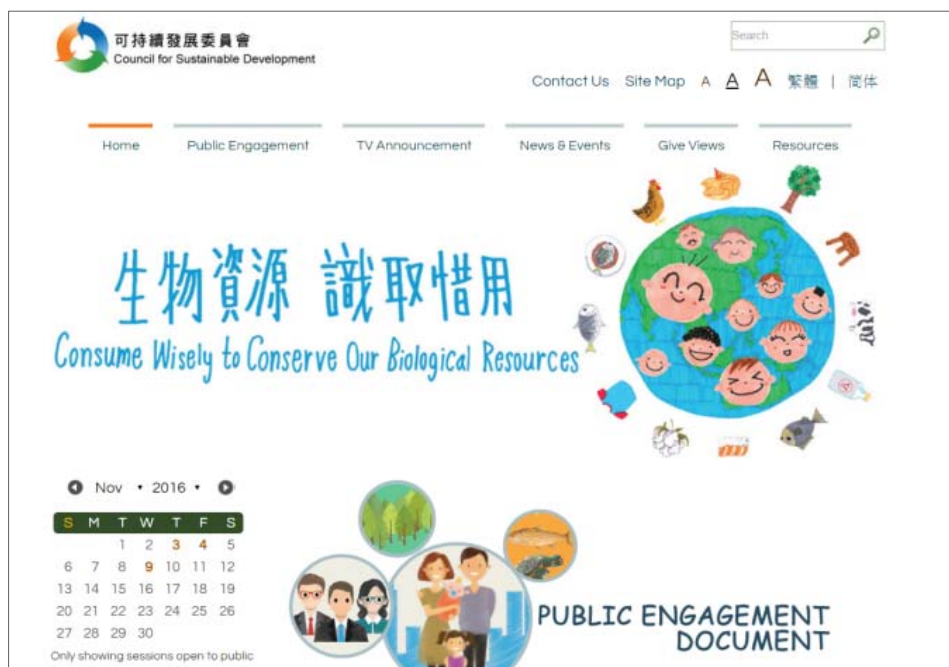 可持續發展委員會
Council for Sustainable Development
Search
Contact Us Site Map A A A 繁體 | 简体
Home Public Engagement TV Announcement News & Events Give Views Resources
生物資源 識取惜用
Consume Wisely to Conserve Our Biological Resources
Nov 2016
S M T W T F S
1 2 3 4 5
6 7 8 9 10 11 12
13 14 15 16 17 18 19
20 21 22 23 24 25 26
27 28 29 30
Only showing sessions open to public
PUBLIC ENGAGEMENT
DOCUMENT